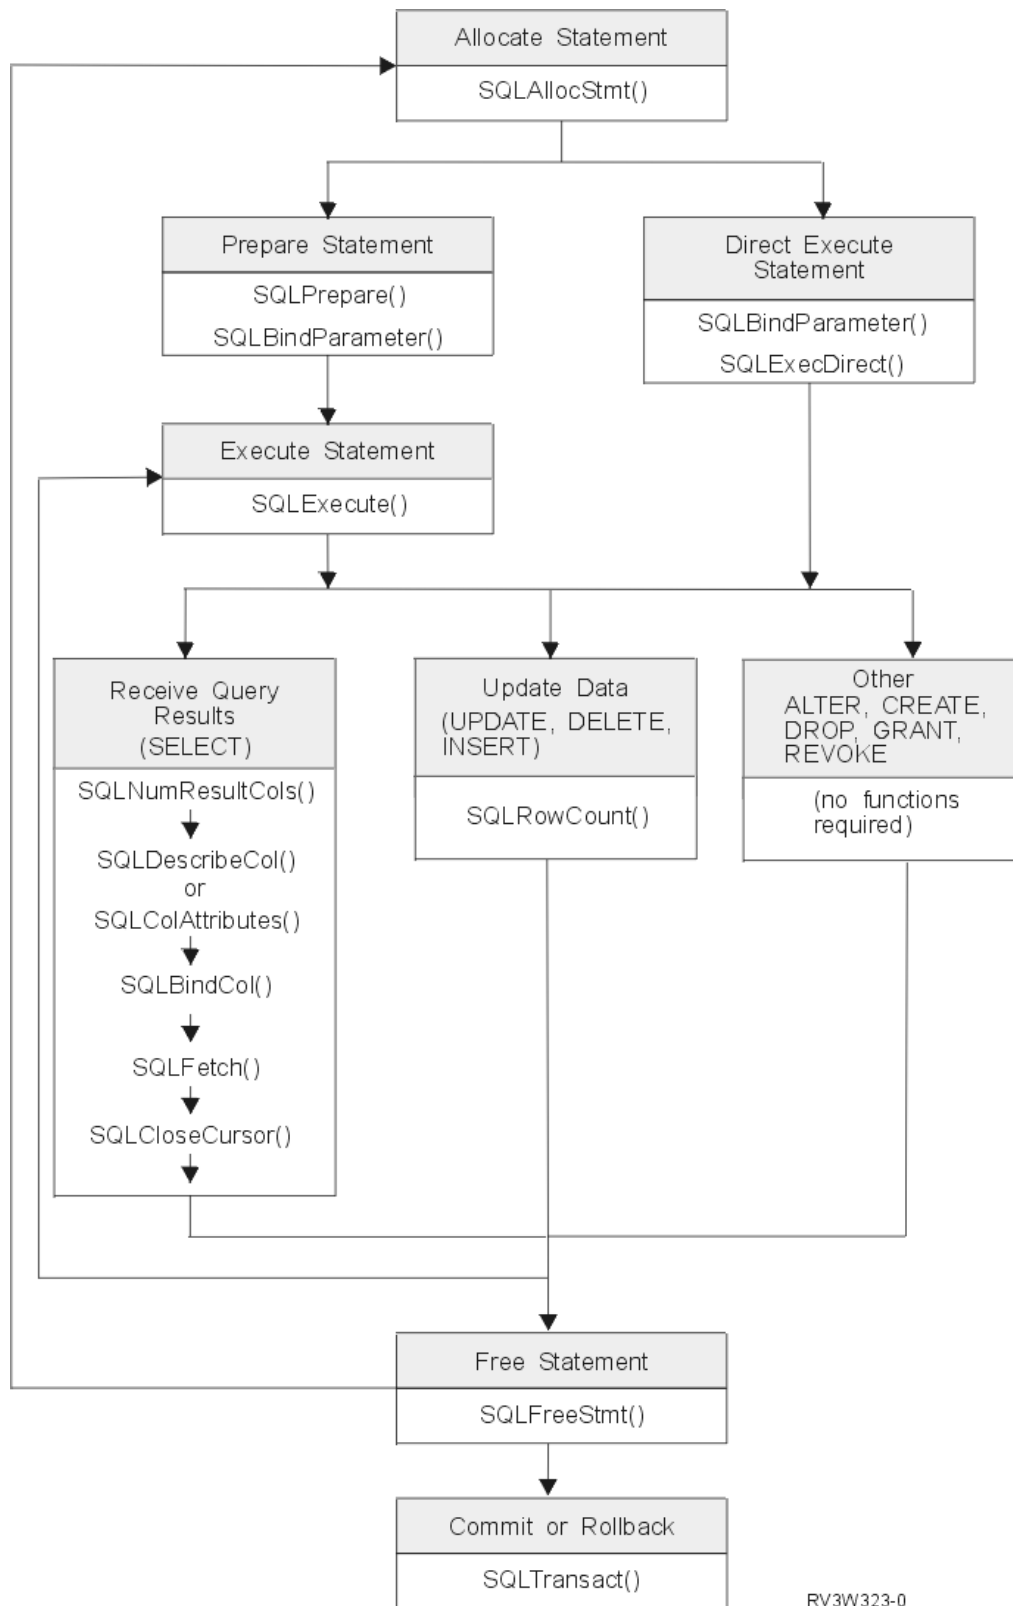 Allocate Statement
SQLAllocStmt()
Prepare Statement
SQLPrepare()
SQLBindParameter()
Direct Execute
Statement
SQLBindParameter()
SQLExecDirect()
Execute Statement
SQLExecute()
Receive Query
Results
(SELECT)
SQLNumResultCols()
SQLDescribeCol()
or
SQLColAttributes()
SQLBindCol()
SQLFetch()
SQLCloseCursor()
Update Data
(UPDATE, DELETE,
INSERT)
SQLRowCount()
Other
ALTER, CREATE,
DROP, GRANT,
REVOKE
(no functions
required)
Free Statement
SQLFreeStmt()
Commit or Rollback
SQLTransact()
RV3W323-0